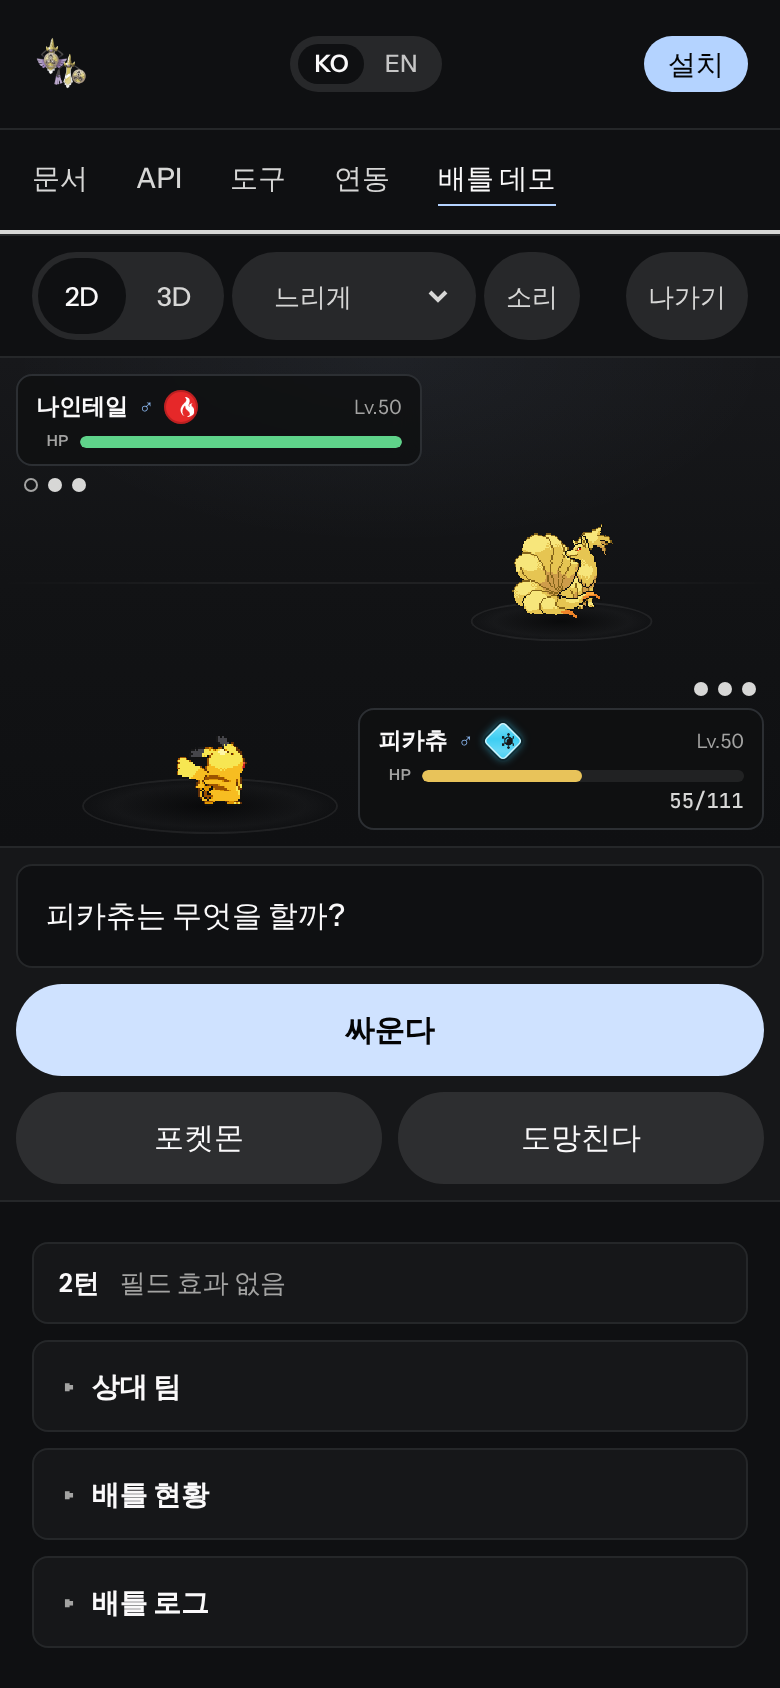 KO EN 설치
문서 API 도구 연동 배틀 데모
2D 3D 느리게 소리 나가기
나인테일 ♂ Lv.50
HP
피카츄 ♂ Lv.50
HP
55/111
피카츄는 무엇을 할까?
싸운다
포켓몬 도망친다
2턴 필드 효과 없음
상대 팀
배틀 현황
배틀 로그